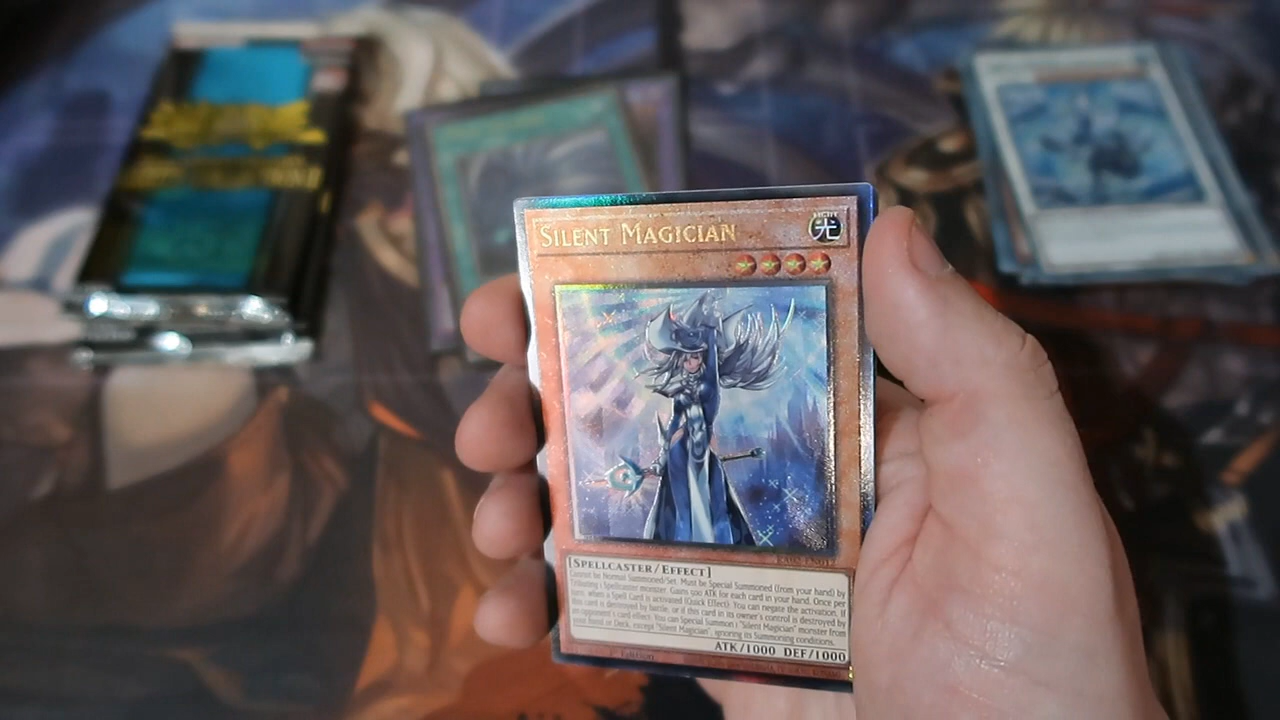 SILENT MAGICIAN
LIGHT
光
RA02-EN012
[SPELLCASTER/EFFECT]
Cannot be Normal Summoned/Set. Must be Special Summoned (from your hand) by
Tributing 1 Spellcaster monster. Gains 500 ATK for each card in your hand. Once per
turn, when a Spell Card is activated (Quick Effect): You can negate the activation. If
this card is destroyed by battle, or if this card in its owner's control is destroyed by
an opponent's card effect: You can Special Summon 1 "Silent Magician" monster from
your hand or Deck, except "Silent Magician", ignoring its Summoning conditions.
ATK/1000 DEF/1000
1st Edition